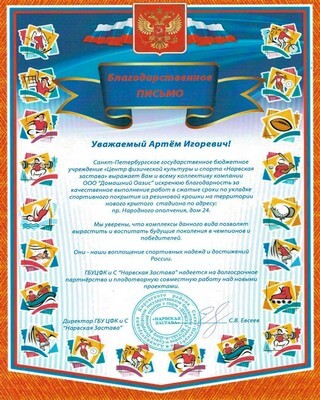 Благодарственное
ПИСЬМО
Уважаемый Артём Игоревич!
Санкт-Петербургское государственное бюджетное
учреждение «Центр физической культуры и спорта «Нарвская
застава» выражает Вам и всему коллективу компании
ООО "Домашний Оазис" искреннюю благодарность за
качественное выполнение работ в сжатые сроки по укладке
спортивного покрытия из резиновой крошки на территории
нового крытого стадиона по адресу:
пр. Народного ополчения, дом 24.
Мы уверены, что комплексы данного вида позволят
вырастить и воспитать будущие поколения в чемпионов и
победителей.
Они - наши воплощение спортивных надежд и достижений
России.
ГБУЦФК и С "Нарвская Застава" надеется на долгосрочное
партнёрство и плодотворную совместную работу над новыми
проектами.
Директор ГБУ ЦФК и С
"Нарвская Застава"
С.В. Евсеев
«НАРВСКАЯ
ЗАСТАВА»